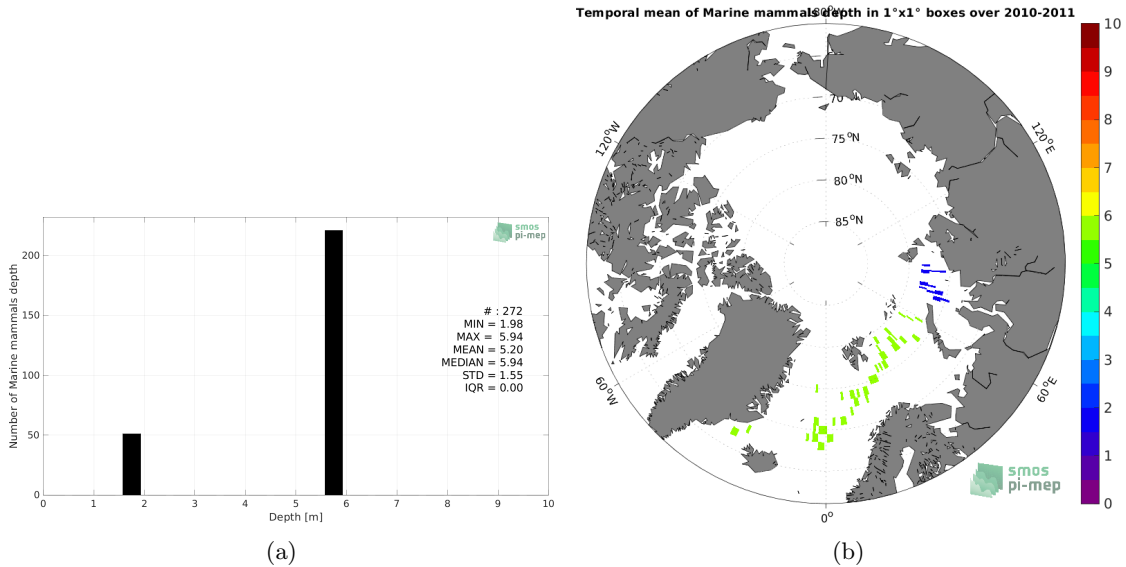 Temporal mean of Marine mammals depth in 1°x1° boxes over 2010-2011
180°W
10
9
8
7
6
5
4
3
2
1
0
120°W
70°N
75°N
80°N
85°N
120°E
60°W
60°E
0°
smos
pi-mep
smos
pi-mep
Number of Marine mammals depth
200
150
100
50
0
# : 272
MIN = 1.98
MAX = 5.94
MEAN = 5.20
MEDIAN = 5.94
STD = 1.55
IQR = 0.00
0 1 2 3 4 5 6 7 8 9 10
Depth [m]
(a)
(b)